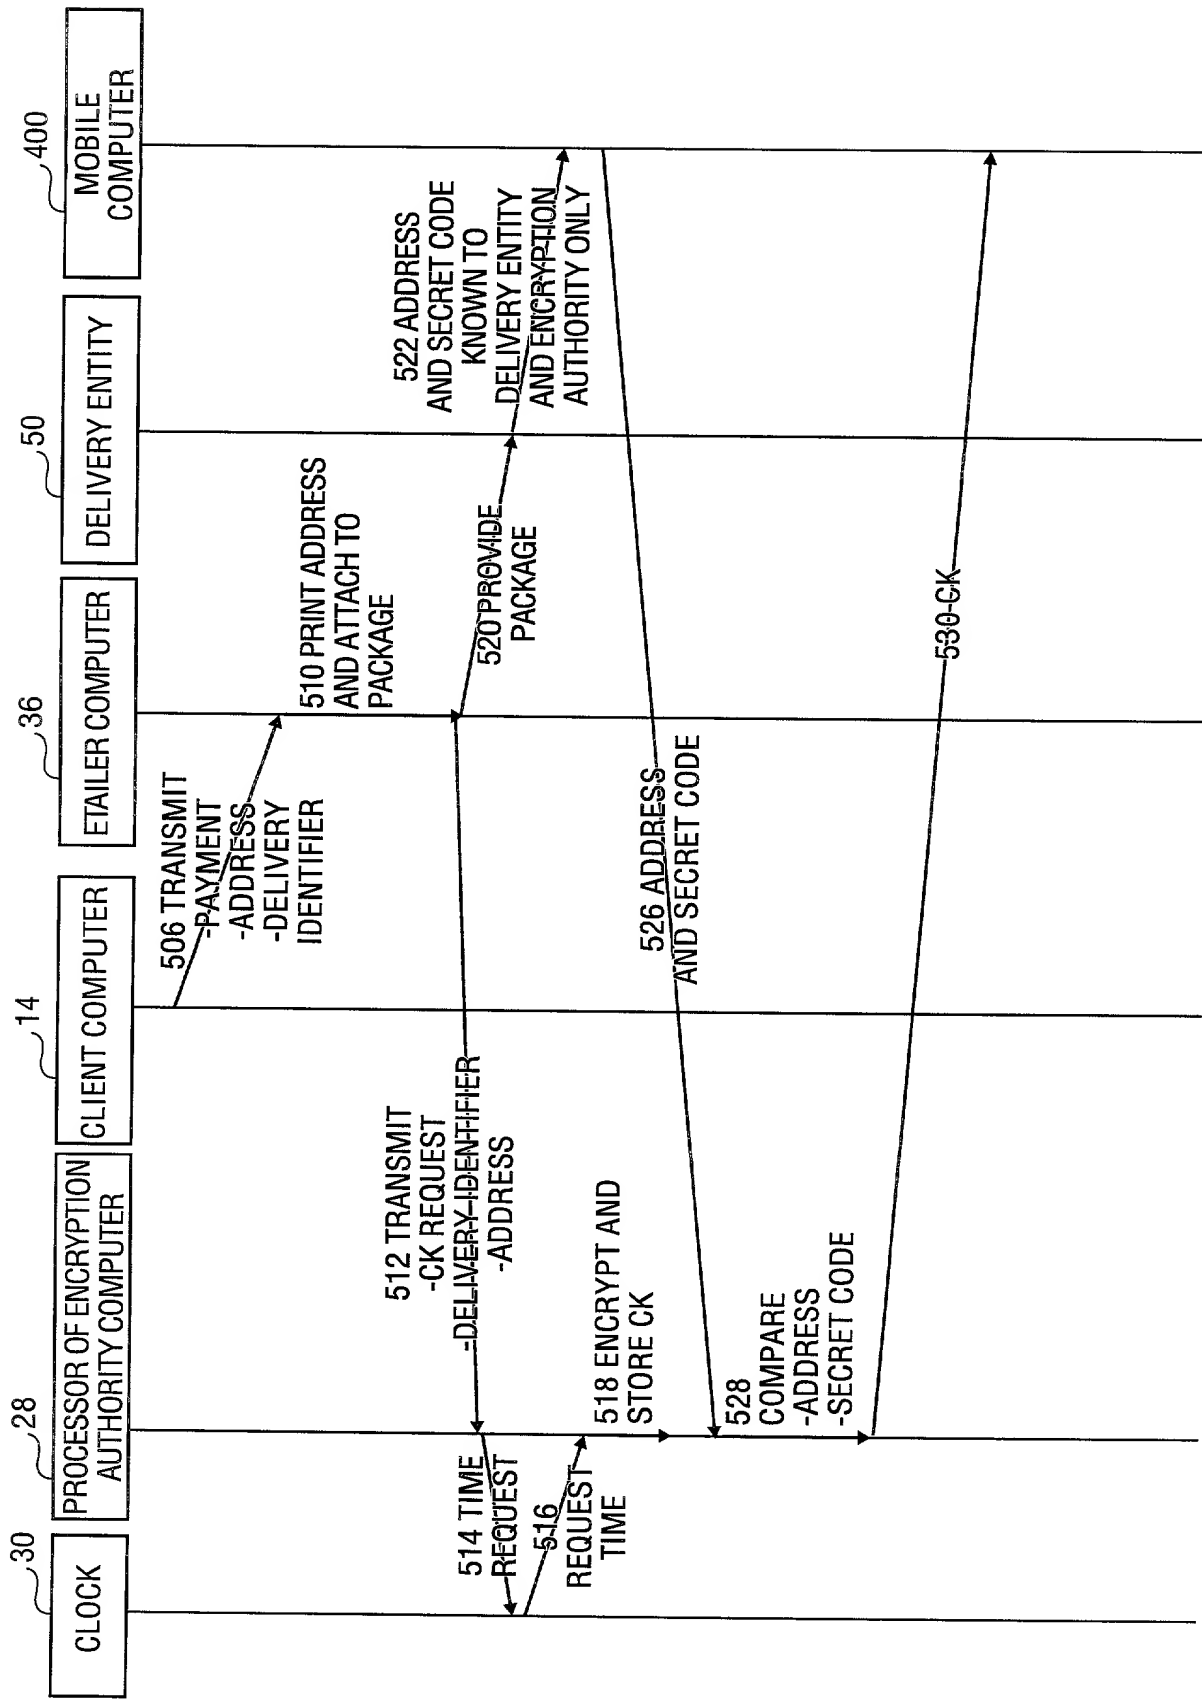 30
28
14
36
50
400
CLOCK
PROCESSOR OF ENCRYPTION
AUTHORITY COMPUTER
CLIENT COMPUTER
ETAILER COMPUTER
DELIVERY ENTITY
MOBILE
COMPUTER
506 TRANSMIT
-PAYMENT
-ADDRESS
-DELIVERY
IDENTIFIER
510 PRINT ADDRESS
AND ATTACH TO
PACKAGE
512 TRANSMIT
-CK REQUEST
-DELIVERY IDENTIFIER
-ADDRESS
514 TIME
REQUEST
516
REQUEST
TIME
518 ENCRYPT AND
STORE CK
520 PROVIDE
PACKAGE
522 ADDRESS
AND SECRET CODE
KNOWN TO
DELIVERY ENTITY
AND ENCRYPTION
AUTHORITY ONLY
526 ADDRESS
AND SECRET CODE
528
COMPARE
-ADDRESS
-SECRET CODE
530 CK